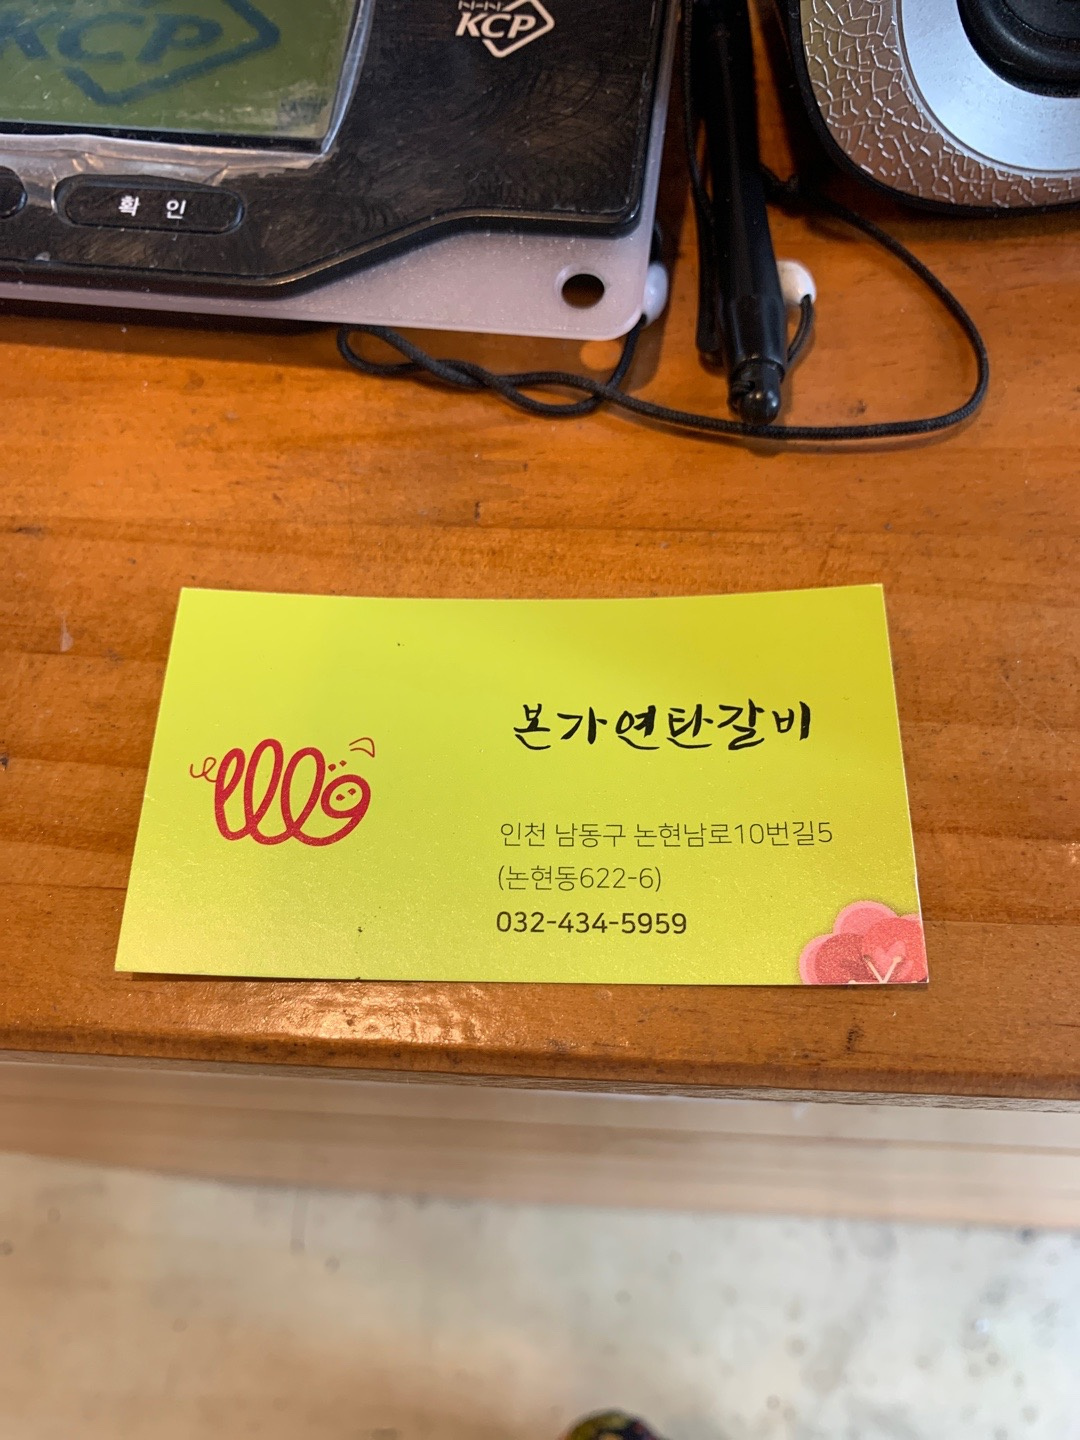 KCP
NHN
KCP
확 인
본가연탄갈비
인천 남동구 논현남로10번길5
(논현동622-6)
032-434-5959